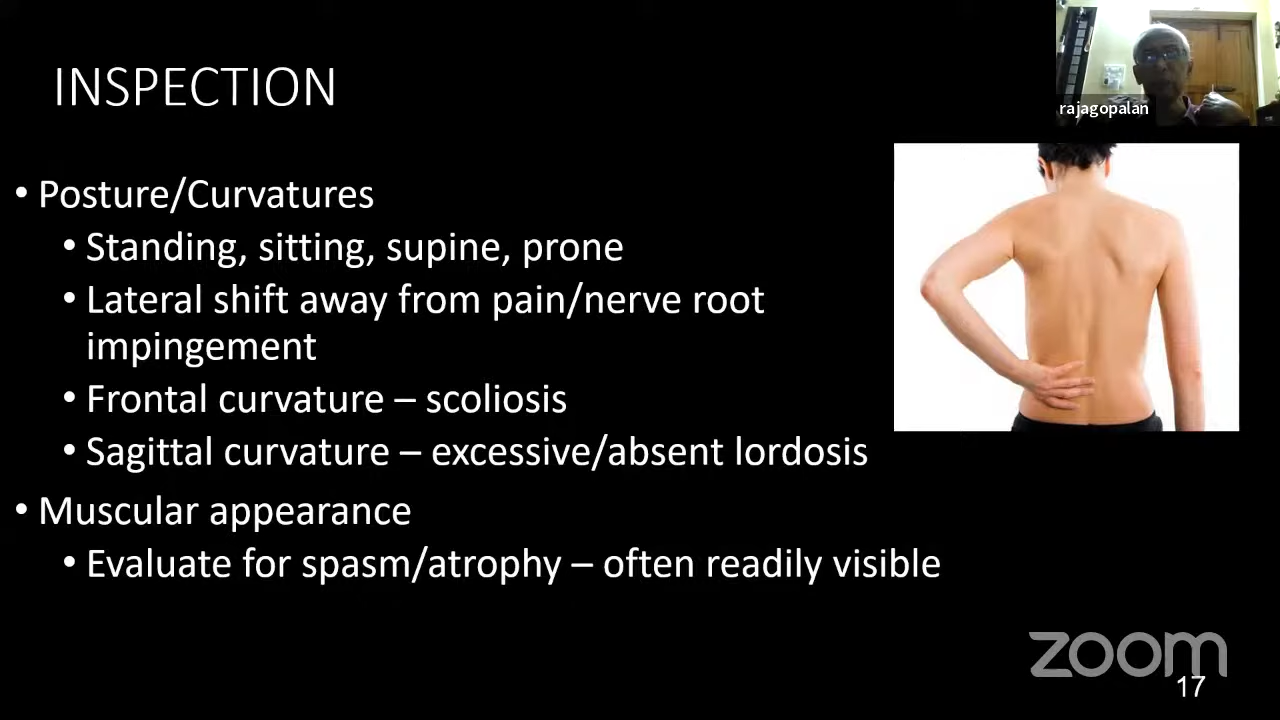 INSPECTION
rajagopalan
• Posture/Curvatures
• Standing, sitting, supine, prone
• Lateral shift away from pain/nerve root
impingement
• Frontal curvature – scoliosis
• Sagittal curvature – excessive/absent lordosis
• Muscular appearance
• Evaluate for spasm/atrophy – often readily visible
zoom
17